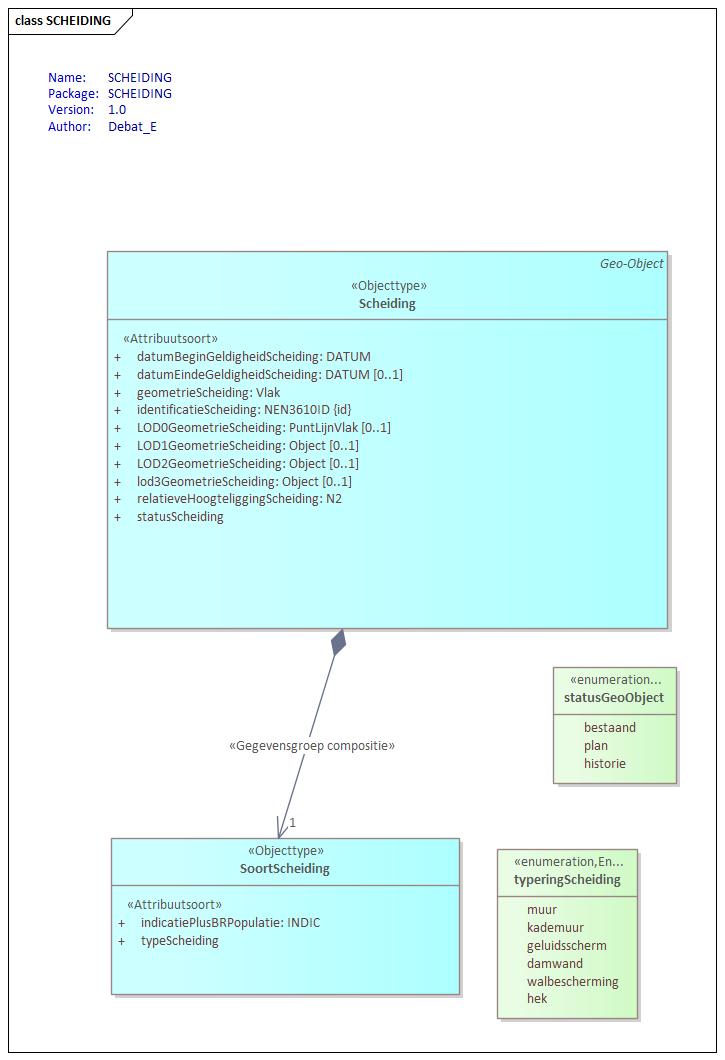 class SCHEIDING
Name: SCHEIDING
Package: SCHEIDING
Version: 1.0
Author: Debat_E
Geo-Object
«Objecttype»
Scheiding
«Attribuutsoort»
+ datumBeginGeldigheidScheiding: DATUM
+ datumEindeGeldigheidScheiding: DATUM [0..1]
+ geometrieScheiding: Vlak
+ identificatieScheiding: NEN3610ID {id}
+ LOD0GeometrieScheiding: PuntLijnVlak [0..1]
+ LOD1GeometrieScheiding: Object [0..1]
+ LOD2GeometrieScheiding: Object [0..1]
+ lod3GeometrieScheiding: Object [0..1]
+ relatieveHoogteliggingScheiding: N2
+ statusScheiding
«enumeration...
statusGeoObject
bestaand
plan
historie
«Gegevensgroep compositie»
1
«Objecttype»
SoortScheiding
«Attribuutsoort»
+ indicatiePlusBRPopulatie: INDIC
+ typeScheiding
«enumeration,En...
typeringScheiding
muur
kademuur
geluidsscherm
damwand
walbescherming
hek